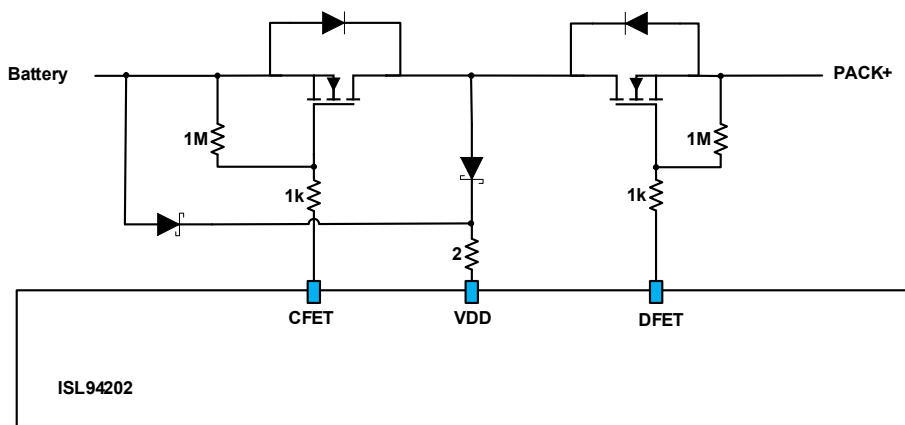 Battery
PACK+
1M
1M
1k
1k
2
CFET
VDD
DFET
ISL94202